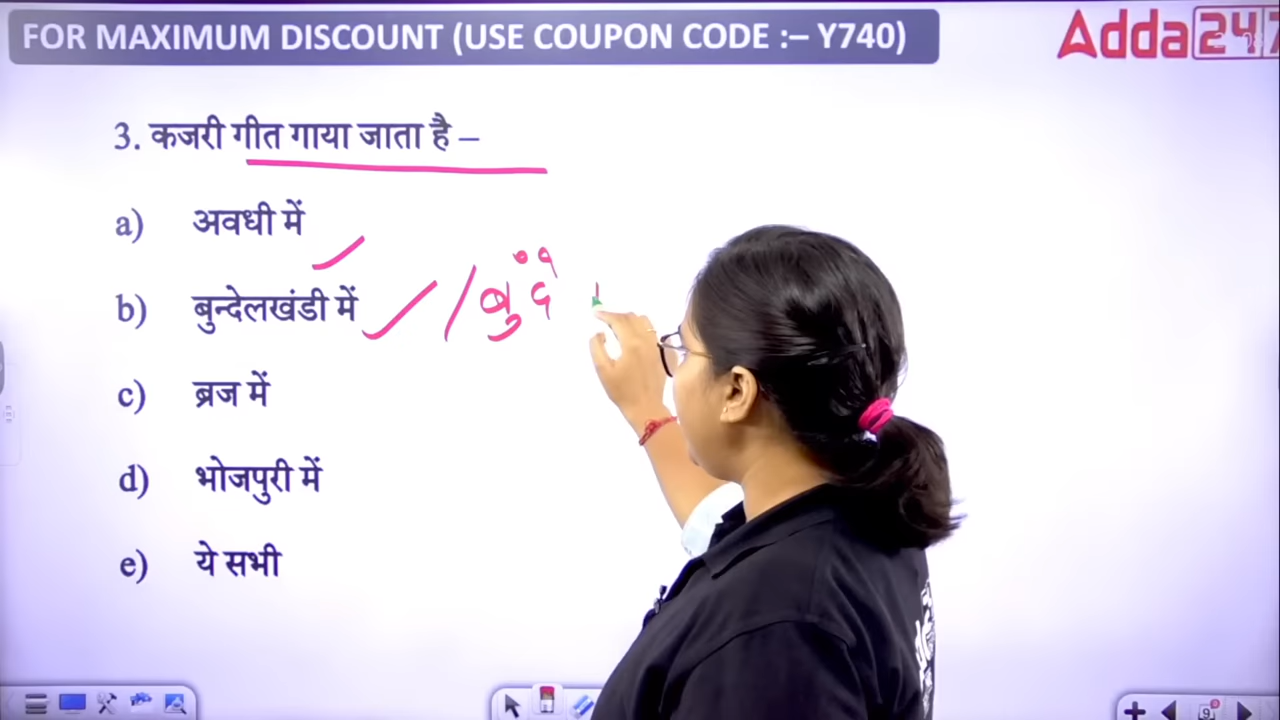 FOR MAXIMUM DISCOUNT (USE COUPON CODE :– Y740)
Adda247
3. कजरी गीत गाया जाता है –
a) अवधी में
b) बुन्देलखंडी में / बुंदे
c) ब्रज में
d) भोजपुरी में
e) ये सभी